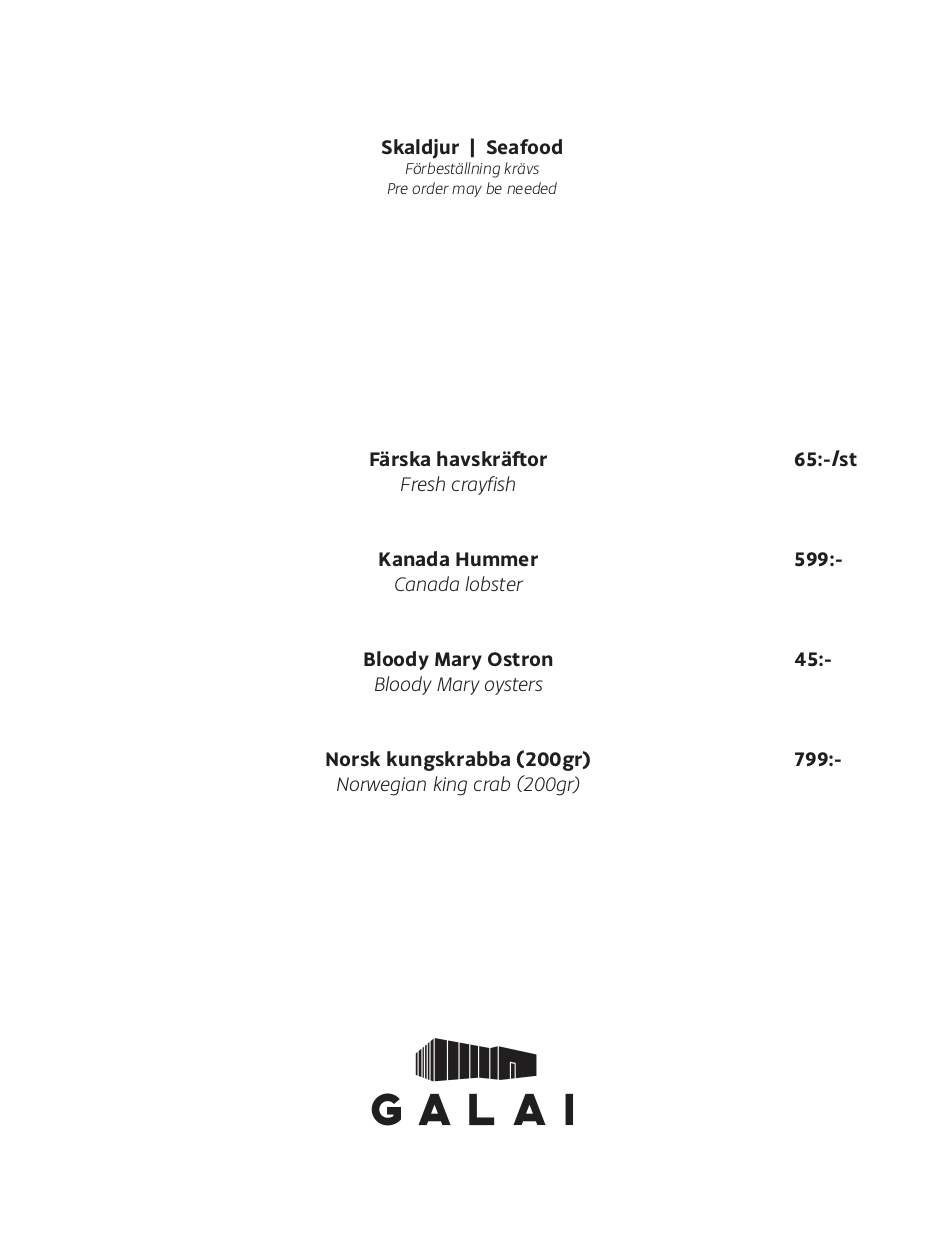 Skaldjur | Seafood
Förbeställning krävs
Pre order may be needed
Färska havskräftor 65:-/st
Fresh crayfish
Kanada Hummer 599:-
Canada lobster
Bloody Mary Ostron 45:-
Bloody Mary oysters
Norsk kungskrabba (200gr) 799:-
Norwegian king crab (200gr)
GALAI